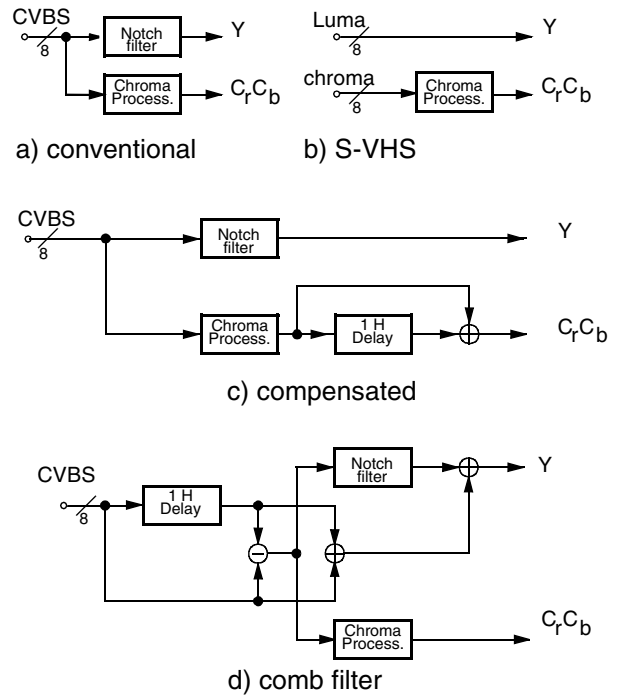 CVBS
8
Notch
filter
Y
Chroma
Process.
CrCb
a) conventional
Luma
8
Y
chroma
8
Chroma
Process.
CrCb
b) S-VHS
CVBS
8
Notch
filter
Y
Chroma
Process.
1 H
Delay
CrCb
c) compensated
CVBS
8
1 H
Delay
Notch
filter
Y
Chroma
Process.
CrCb
d) comb filter